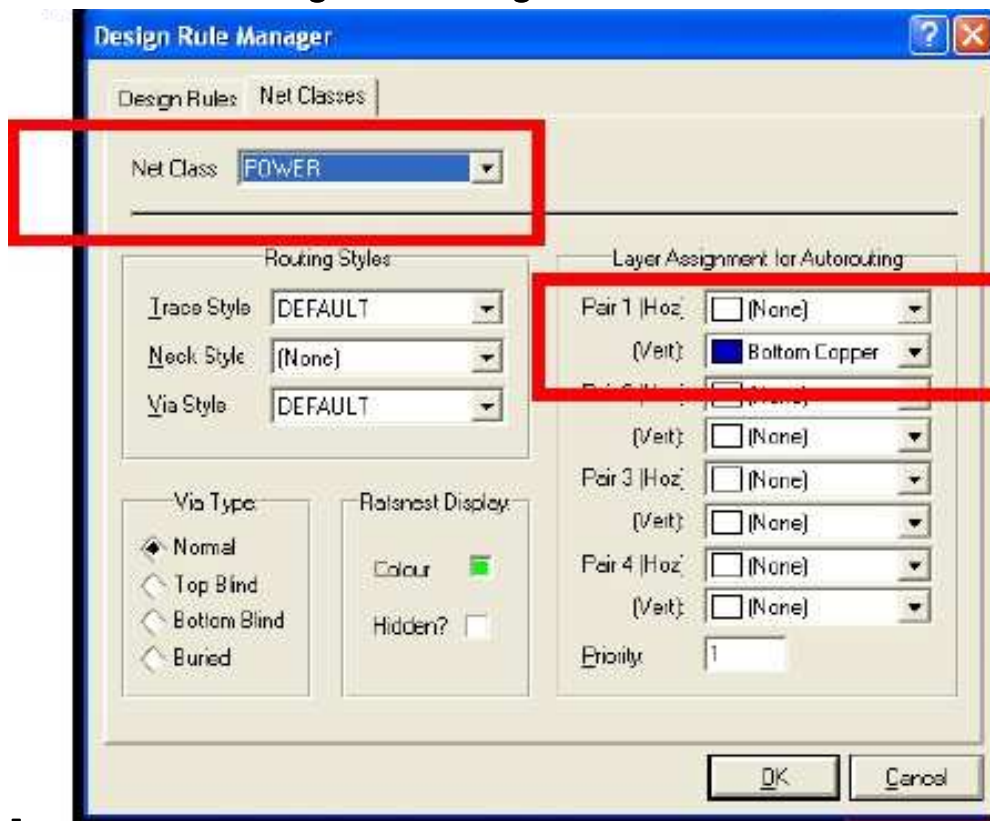 Design Rule Manager
Design Rules Net Classes
Net Class POWER
Routing Styles
Trace Style DEFAULT
Neck Style (None)
Via Style DEFAULT
Layer Assignment for Autorouting
Pair 1 (Hoz) (None)
(Vert): Bottom Copper
(None)
(Vert): (None)
Pair 3 (Hoz) (None)
(Vert): (None)
Pair 4 (Hoz) (None)
(Vert): (None)
Priority: 1
Via Type:
Normal
Top Blind
Bottom Blind
Buried
Ratsnest Display:
Colour
Hidden?
OK Cancel